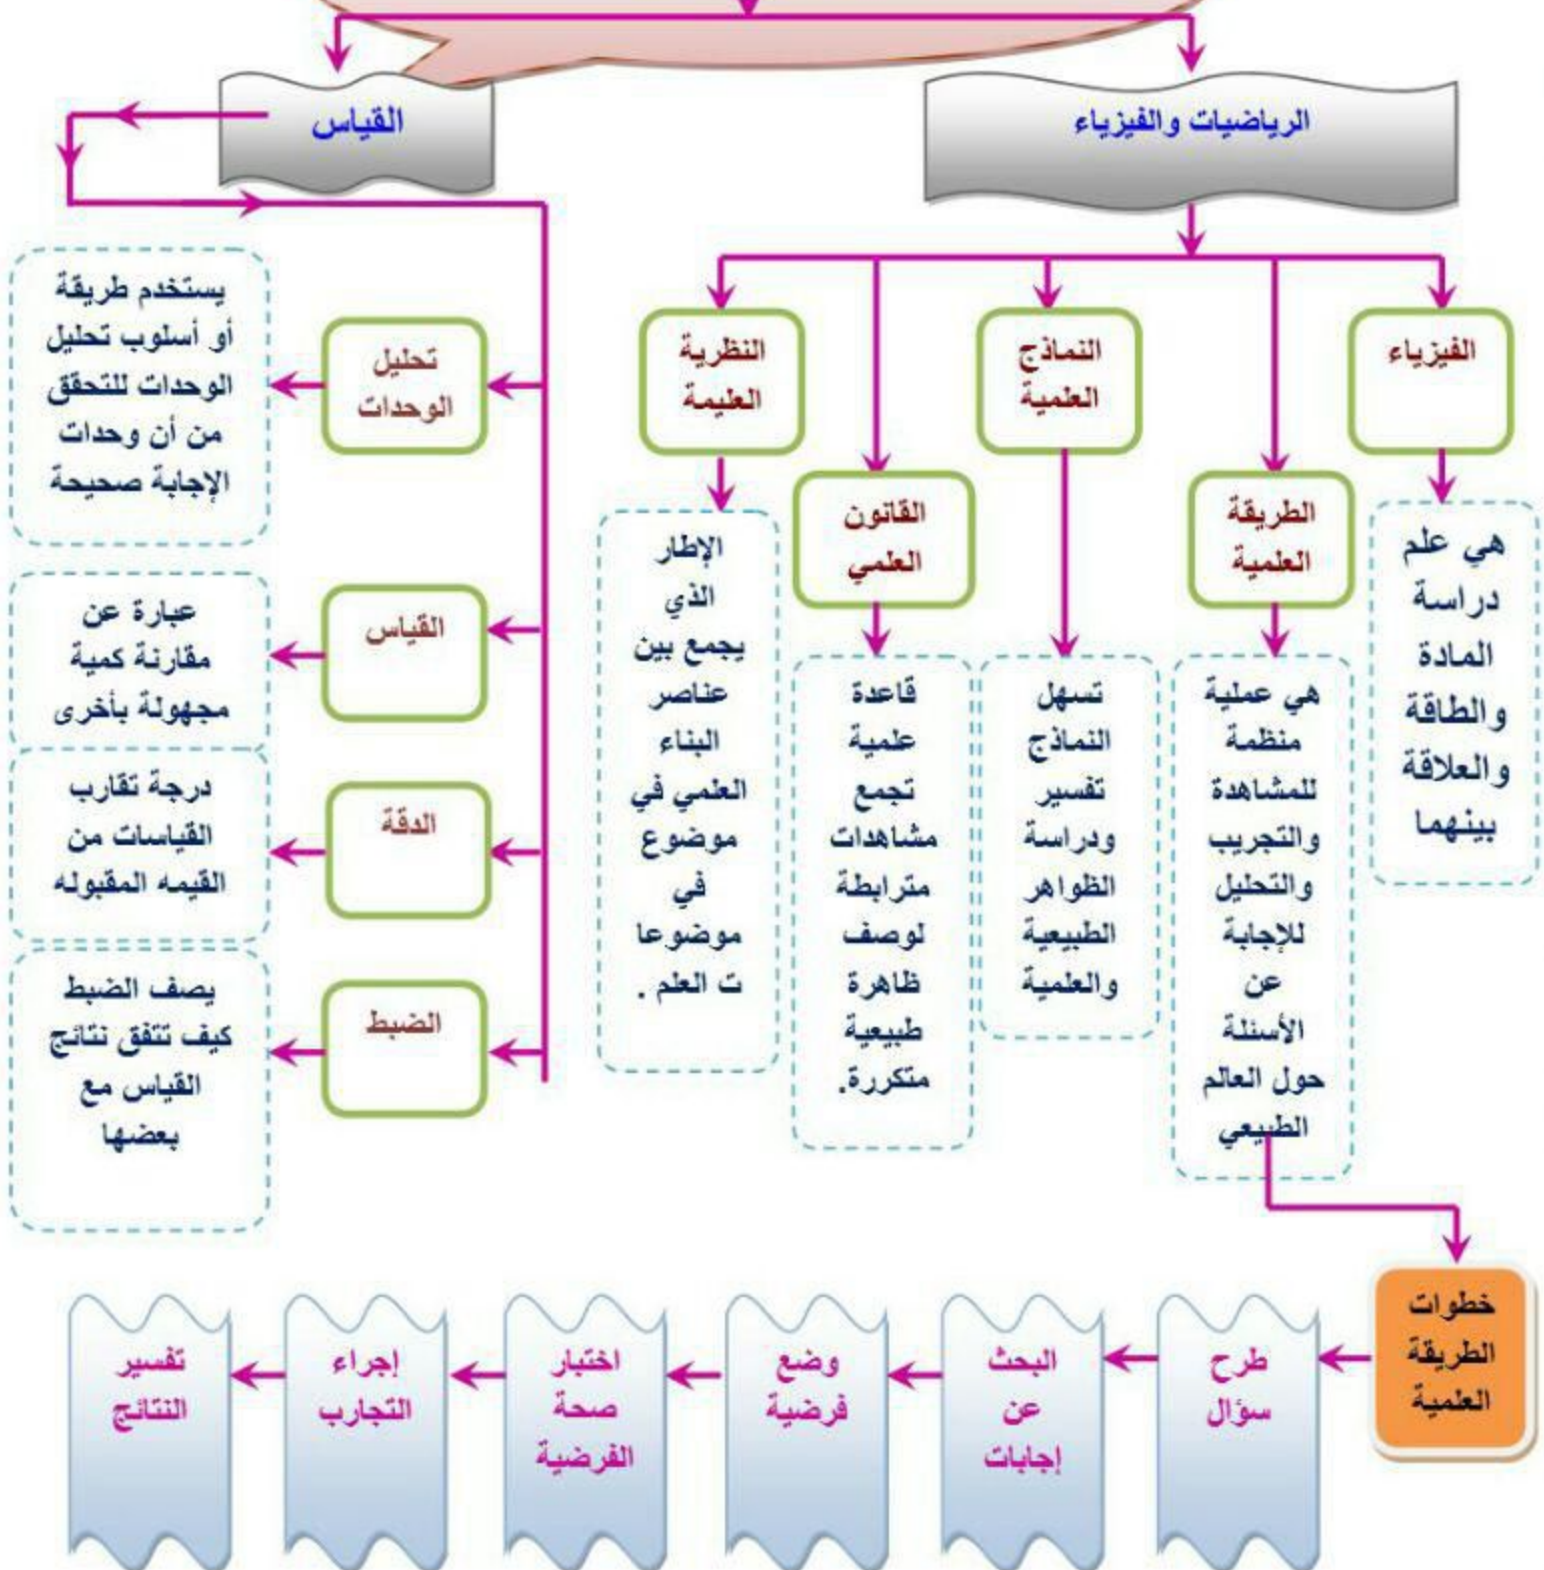 الرياضيات والفيزياء
القياس
الفيزياء
هي علم
دراسة
المادة
والطاقة
والعلاقة
بينهما
الطريقة
العلمية
هي عملية
منظمة
للمشاهدة
والتجريب
والتحليل
للإجابة
عن
الأسئلة
حول العالم
الطبيعي
النماذج
العلمية
تسهل
النماذج
تفسير
ودراسة
الظواهر
الطبيعية
والعلمية
القانون
العلمي
قاعدة
علمية
تجمع
مشاهدات
مترابطة
لوصف
ظاهرة
طبيعية
متكررة.
النظرية
العليمة
الإطار
الذي
يجمع بين
عناصر
البناء
العلمي في
موضوع
في
موضوعا
ت العلم .
تحليل
الوحدات
يستخدم طريقة
أو أسلوب تحليل
الوحدات للتحقق
من أن وحدات
الإجابة صحيحة
القياس
عبارة عن
مقارنة كمية
مجهولة بأخرى
الدقة
درجة تقارب
القياسات من
القيمه المقبوله
الضبط
يصف الضبط
كيف تتفق نتائج
القياس مع
بعضها
خطوات
الطريقة
العلمية
طرح
سؤال
البحث
عن
إجابات
وضع
فرضية
اختبار
صحة
الفرضية
إجراء
التجارب
تفسير
النتائج